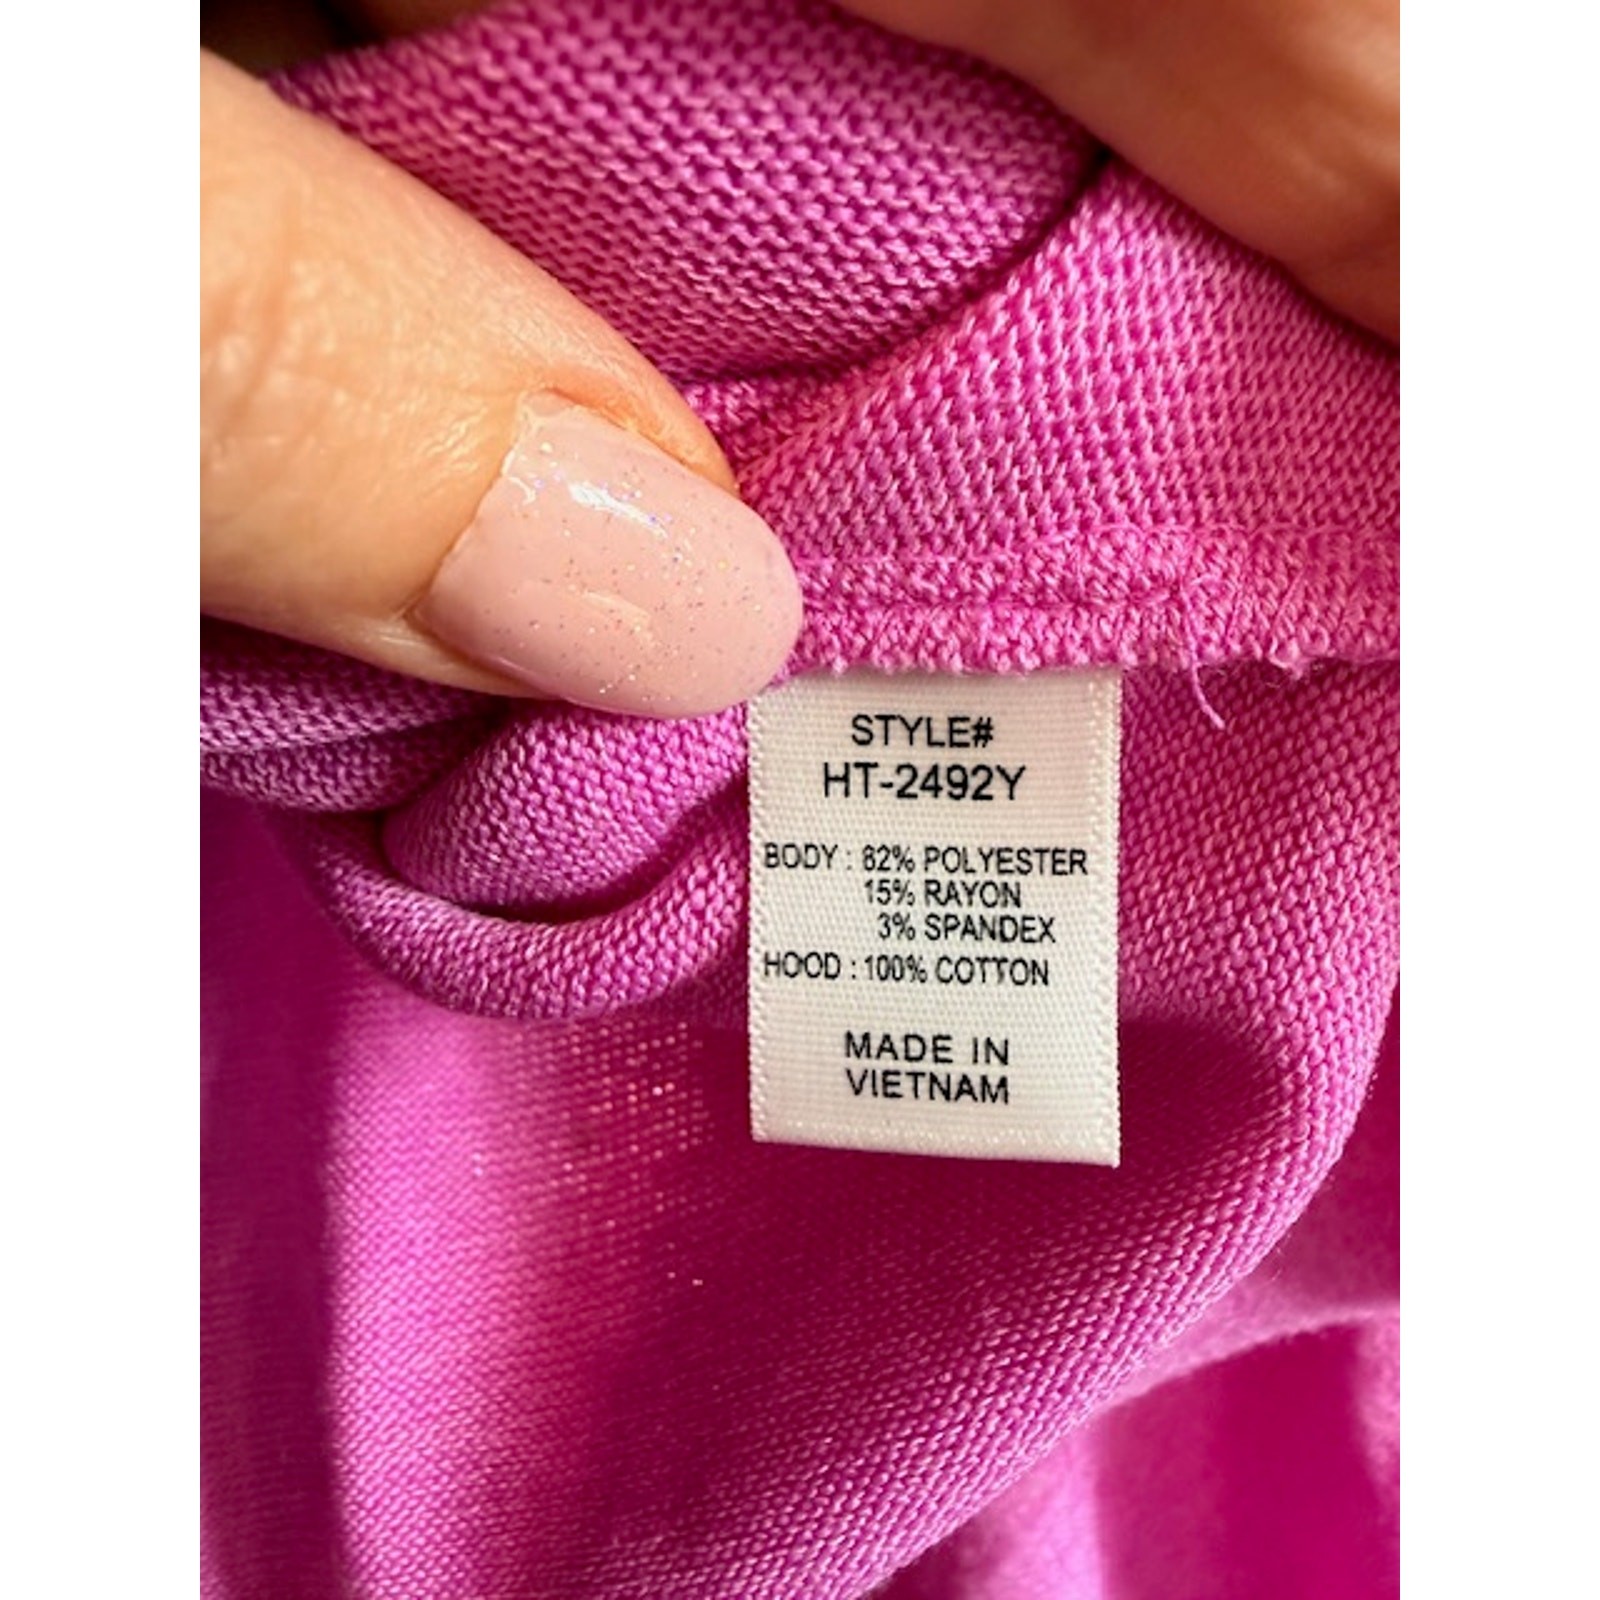 STYLE#
HT-2492Y
BODY : 82% POLYESTER
15% RAYON
3% SPANDEX
HOOD : 100% COTTON
MADE IN
VIETNAM